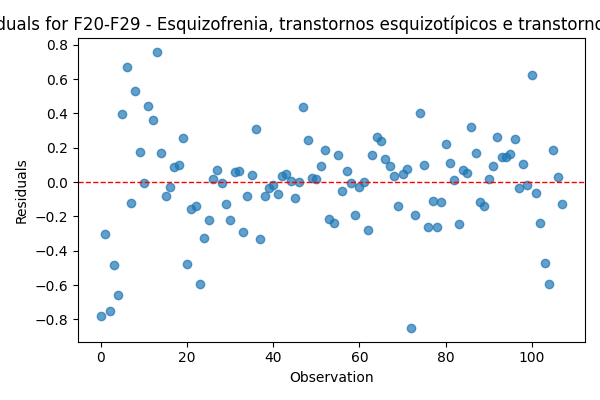 duals for F20-F29 - Esquizofrenia, transtornos esquizotípicos e transtorno
Residuals
0.8
0.6
0.4
0.2
0.0
−0.2
−0.4
−0.6
−0.8
0 20 40 60 80 100
Observation